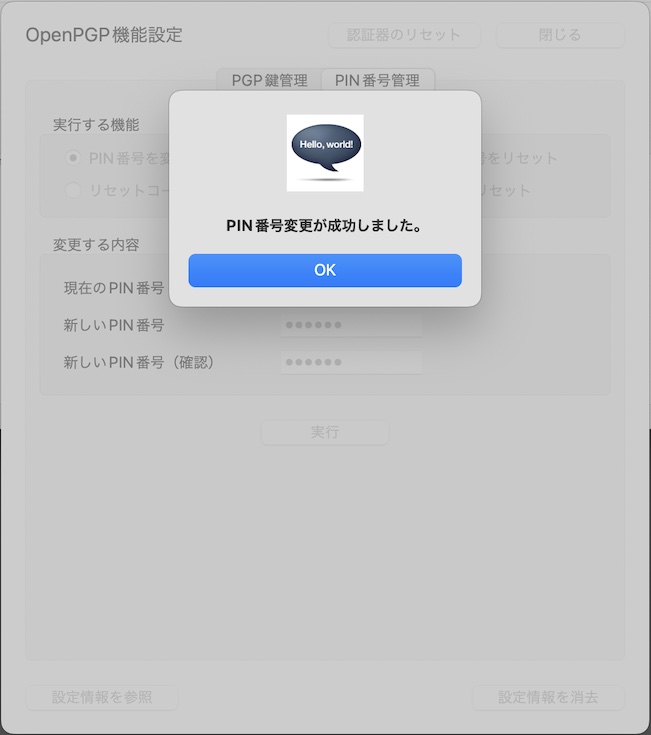 OpenPGP機能設定
認証器のリセット
閉じる
PGP鍵管理
PIN番号管理
実行する機能
PIN番号を変
号をリセット
リセットコー
リセット
Hello, world!
PIN番号変更が成功しました。
OK
変更する内容
現在のPIN番号
新しいPIN番号
●●●●●●
新しいPIN番号（確認）
●●●●●●
実行
設定情報を参照
設定情報を消去